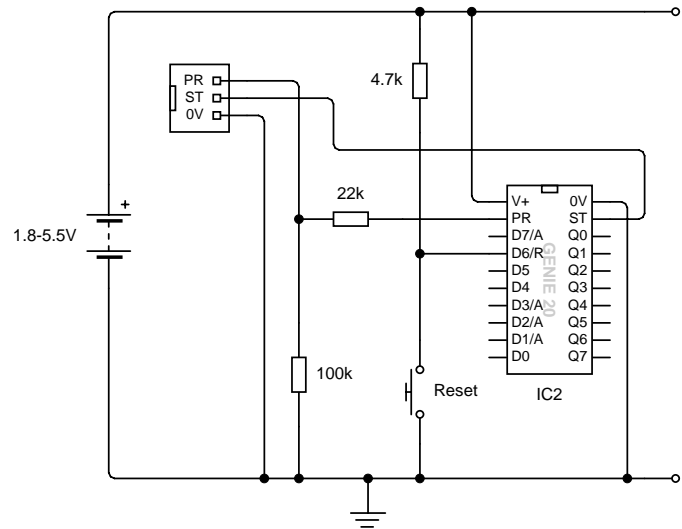 PR
ST
0V
4.7k
22k
1.8-5.5V
+
100k
Reset
V+
PR
D7/A
D6/R
D5
D4
D3/A
D2/A
D1/A
D0
GENIE 20
0V
ST
Q0
Q1
Q2
Q3
Q4
Q5
Q6
Q7
IC2